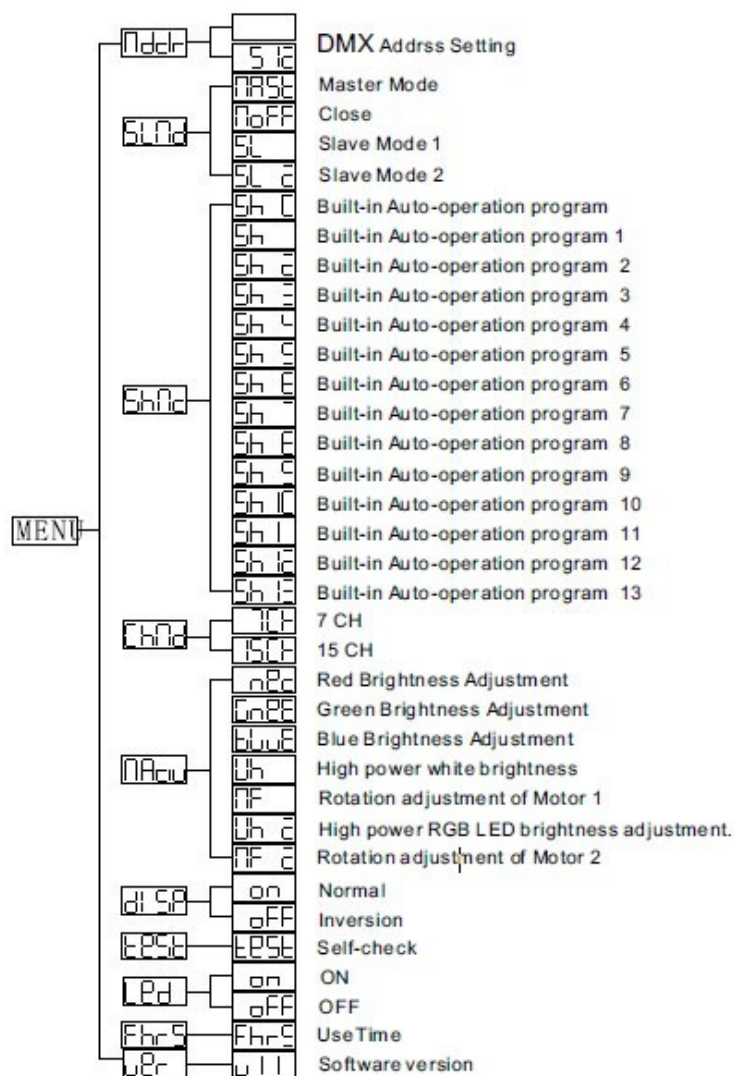 DMX Addrss Setting
Master Mode
Close
SL Slave Mode 1
Slave Mode 2
Built-in Auto-operation program
Sh Built-in Auto-operation program 1
Built-in Auto-operation program 2
Built-in Auto-operation program 3
Built-in Auto-operation program 4
Built-in Auto-operation program 5
Built-in Auto-operation program 6
Built-in Auto-operation program 7
Built-in Auto-operation program 8
Built-in Auto-operation program 9
Built-in Auto-operation program 10
MENU
Built-in Auto-operation program 11
Built-in Auto-operation program 12
Built-in Auto-operation program 13
7 CH
15 CH
Red Brightness Adjustment
Green Brightness Adjustment
Blue Brightness Adjustment
High power white brightness
Rotation adjustment of Motor 1
High power RGB LED brightness adjustment.
Rotation adjustment of Motor 2
on Normal
dISP
oFF Inversion
Self-check
on ON
oFF OFF
FhrS FhrS Use Time
Software version